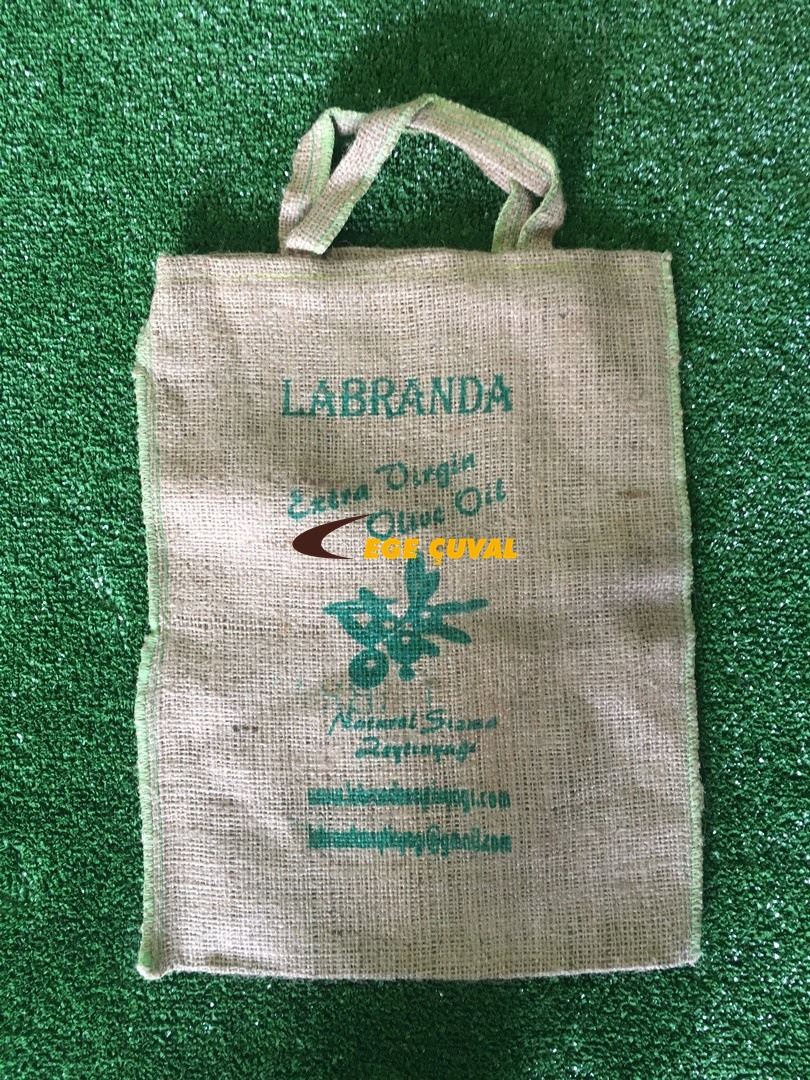 LABRANDA
Extra Virgin
Olive Oil
EGE ÇUVAL
Natural Sızma
Zeytinyağı